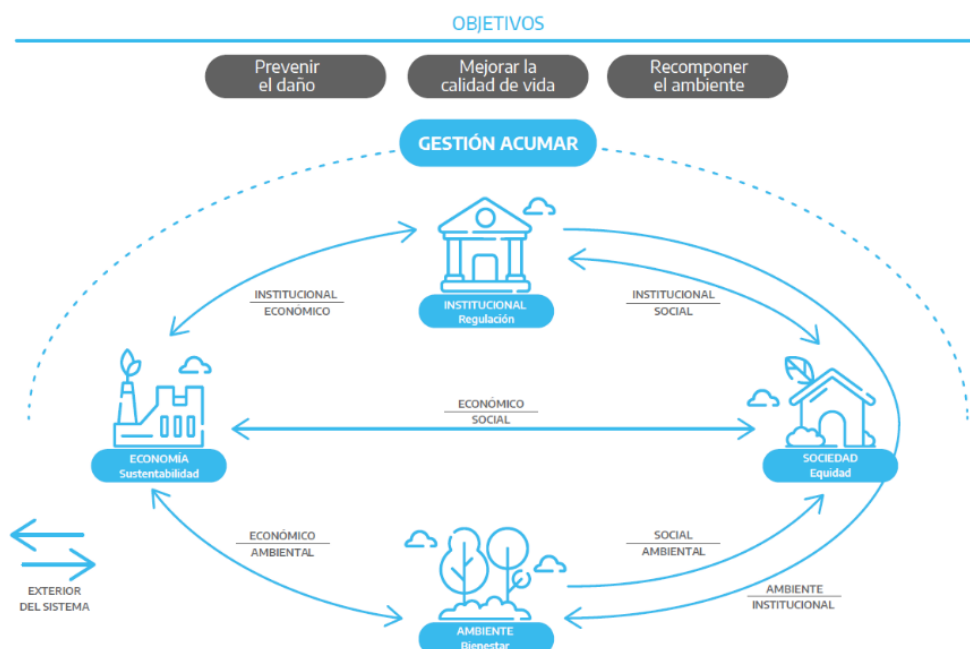 OBJETIVOS
Prevenir
el daño
Mejorar la
calidad de vida
Recomponer
el ambiente
GESTIÓN ACUMAR
INSTITUCIONAL
ECONÓMICO
INSTITUCIONAL
Regulación
INSTITUCIONAL
SOCIAL
ECONÓMICO
SOCIAL
ECONOMÍA
Sustentabilidad
SOCIEDAD
Equidad
ECONÓMICO
AMBIENTAL
SOCIAL
AMBIENTAL
EXTERIOR
DEL SISTEMA
AMBIENTE
INSTITUCIONAL
AMBIENTE
Bienestar